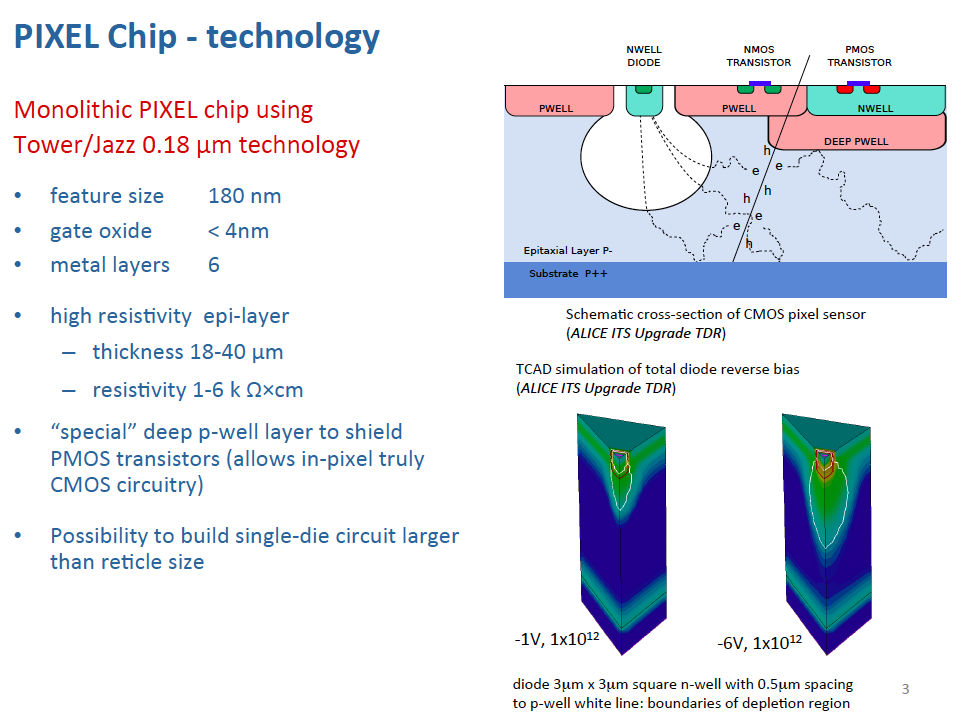 PIXEL Chip - technology
Monolithic PIXEL chip using
Tower/Jazz 0.18 µm technology
• feature size 180 nm
• gate oxide < 4nm
• metal layers 6
• high resistivity epi-layer
– thickness 18-40 µm
– resistivity 1-6 k Ω×cm
• “special” deep p-well layer to shield
PMOS transistors (allows in-pixel truly
CMOS circuitry)
• Possibility to build single-die circuit larger
than reticle size
NWELL
DIODE
NMOS
TRANSISTOR
PMOS
TRANSISTOR
PWELL
PWELL
NWELL
DEEP PWELL
h
e
e
h
h
e
e
h
Epitaxial Layer P-
Substrate P++
Schematic cross-section of CMOS pixel sensor
(ALICE ITS Upgrade TDR)
TCAD simulation of total diode reverse bias
(ALICE ITS Upgrade TDR)
-1V, 1x10¹²
-6V, 1x10¹²
diode 3µm x 3µm square n-well with 0.5µm spacing
to p-well white line: boundaries of depletion region
3